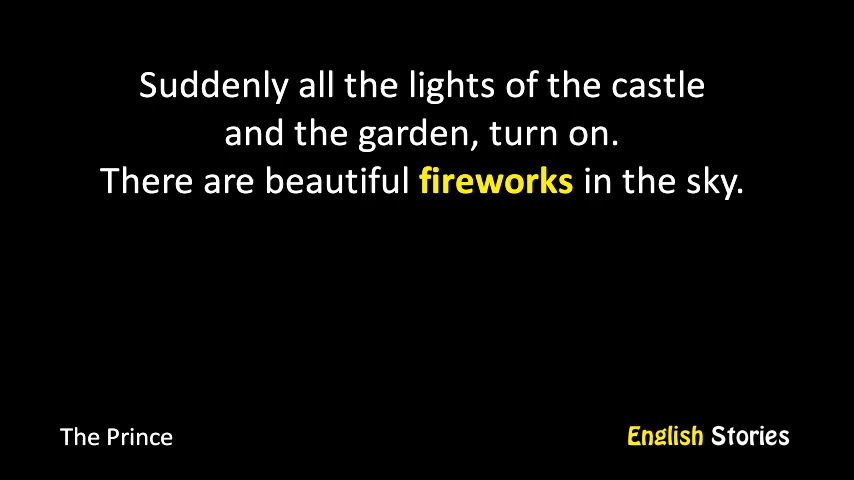 Suddenly all the lights of the castle
and the garden, turn on.
There are beautiful fireworks in the sky.
The Prince
English Stories